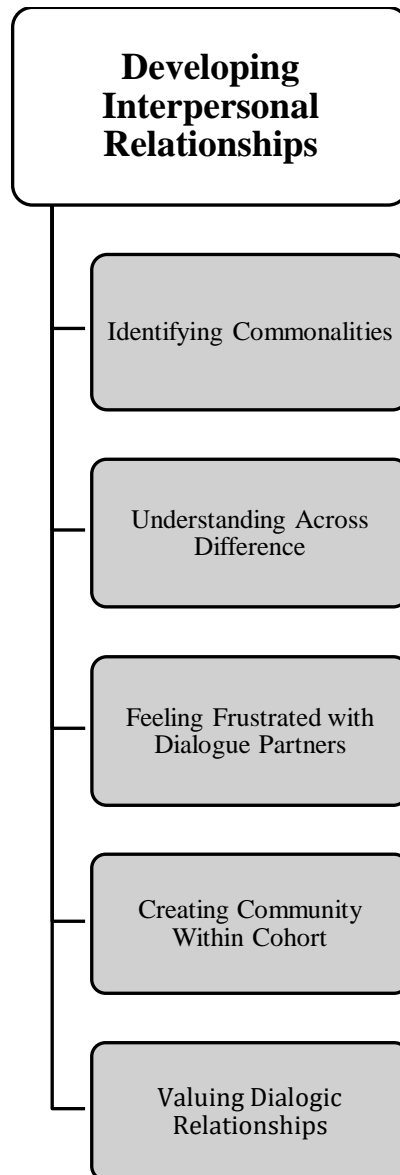 Developing
Interpersonal
Relationships
Identifying Commonalities
Understanding Across
Difference
Feeling Frustrated with
Dialogue Partners
Creating Community
Within Cohort
Valuing Dialogic
Relationships